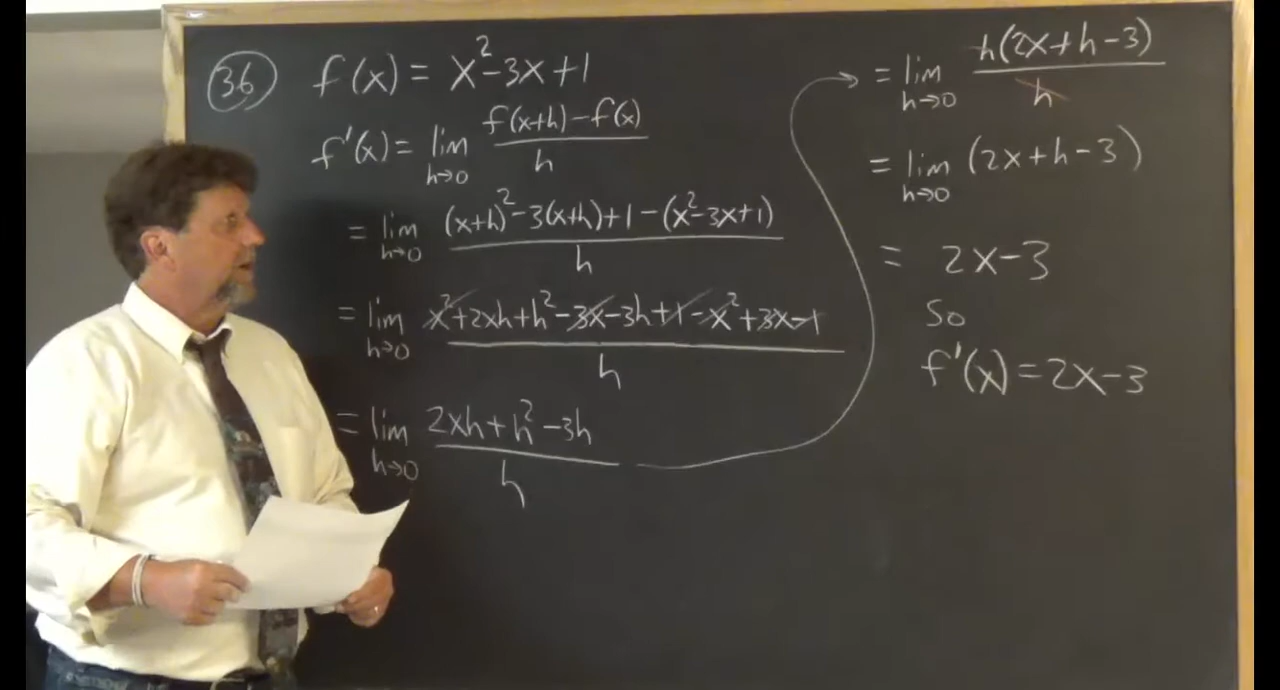 36 f(x) = x²-3x+1
f'(x) = lim h→0 f(x+h)-f(x) / h
= lim h→0 (x+h)²-3(x+h)+1-(x²-3x+1) / h
= lim h→0 x²+2xh+h²-3x-3h+1-x²+3x-1 / h
= lim h→0 2xh+h²-3h / h
= lim h→0 h(2x+h-3) / h
= lim h→0 (2x+h-3)
= 2x-3
So
f'(x)=2x-3